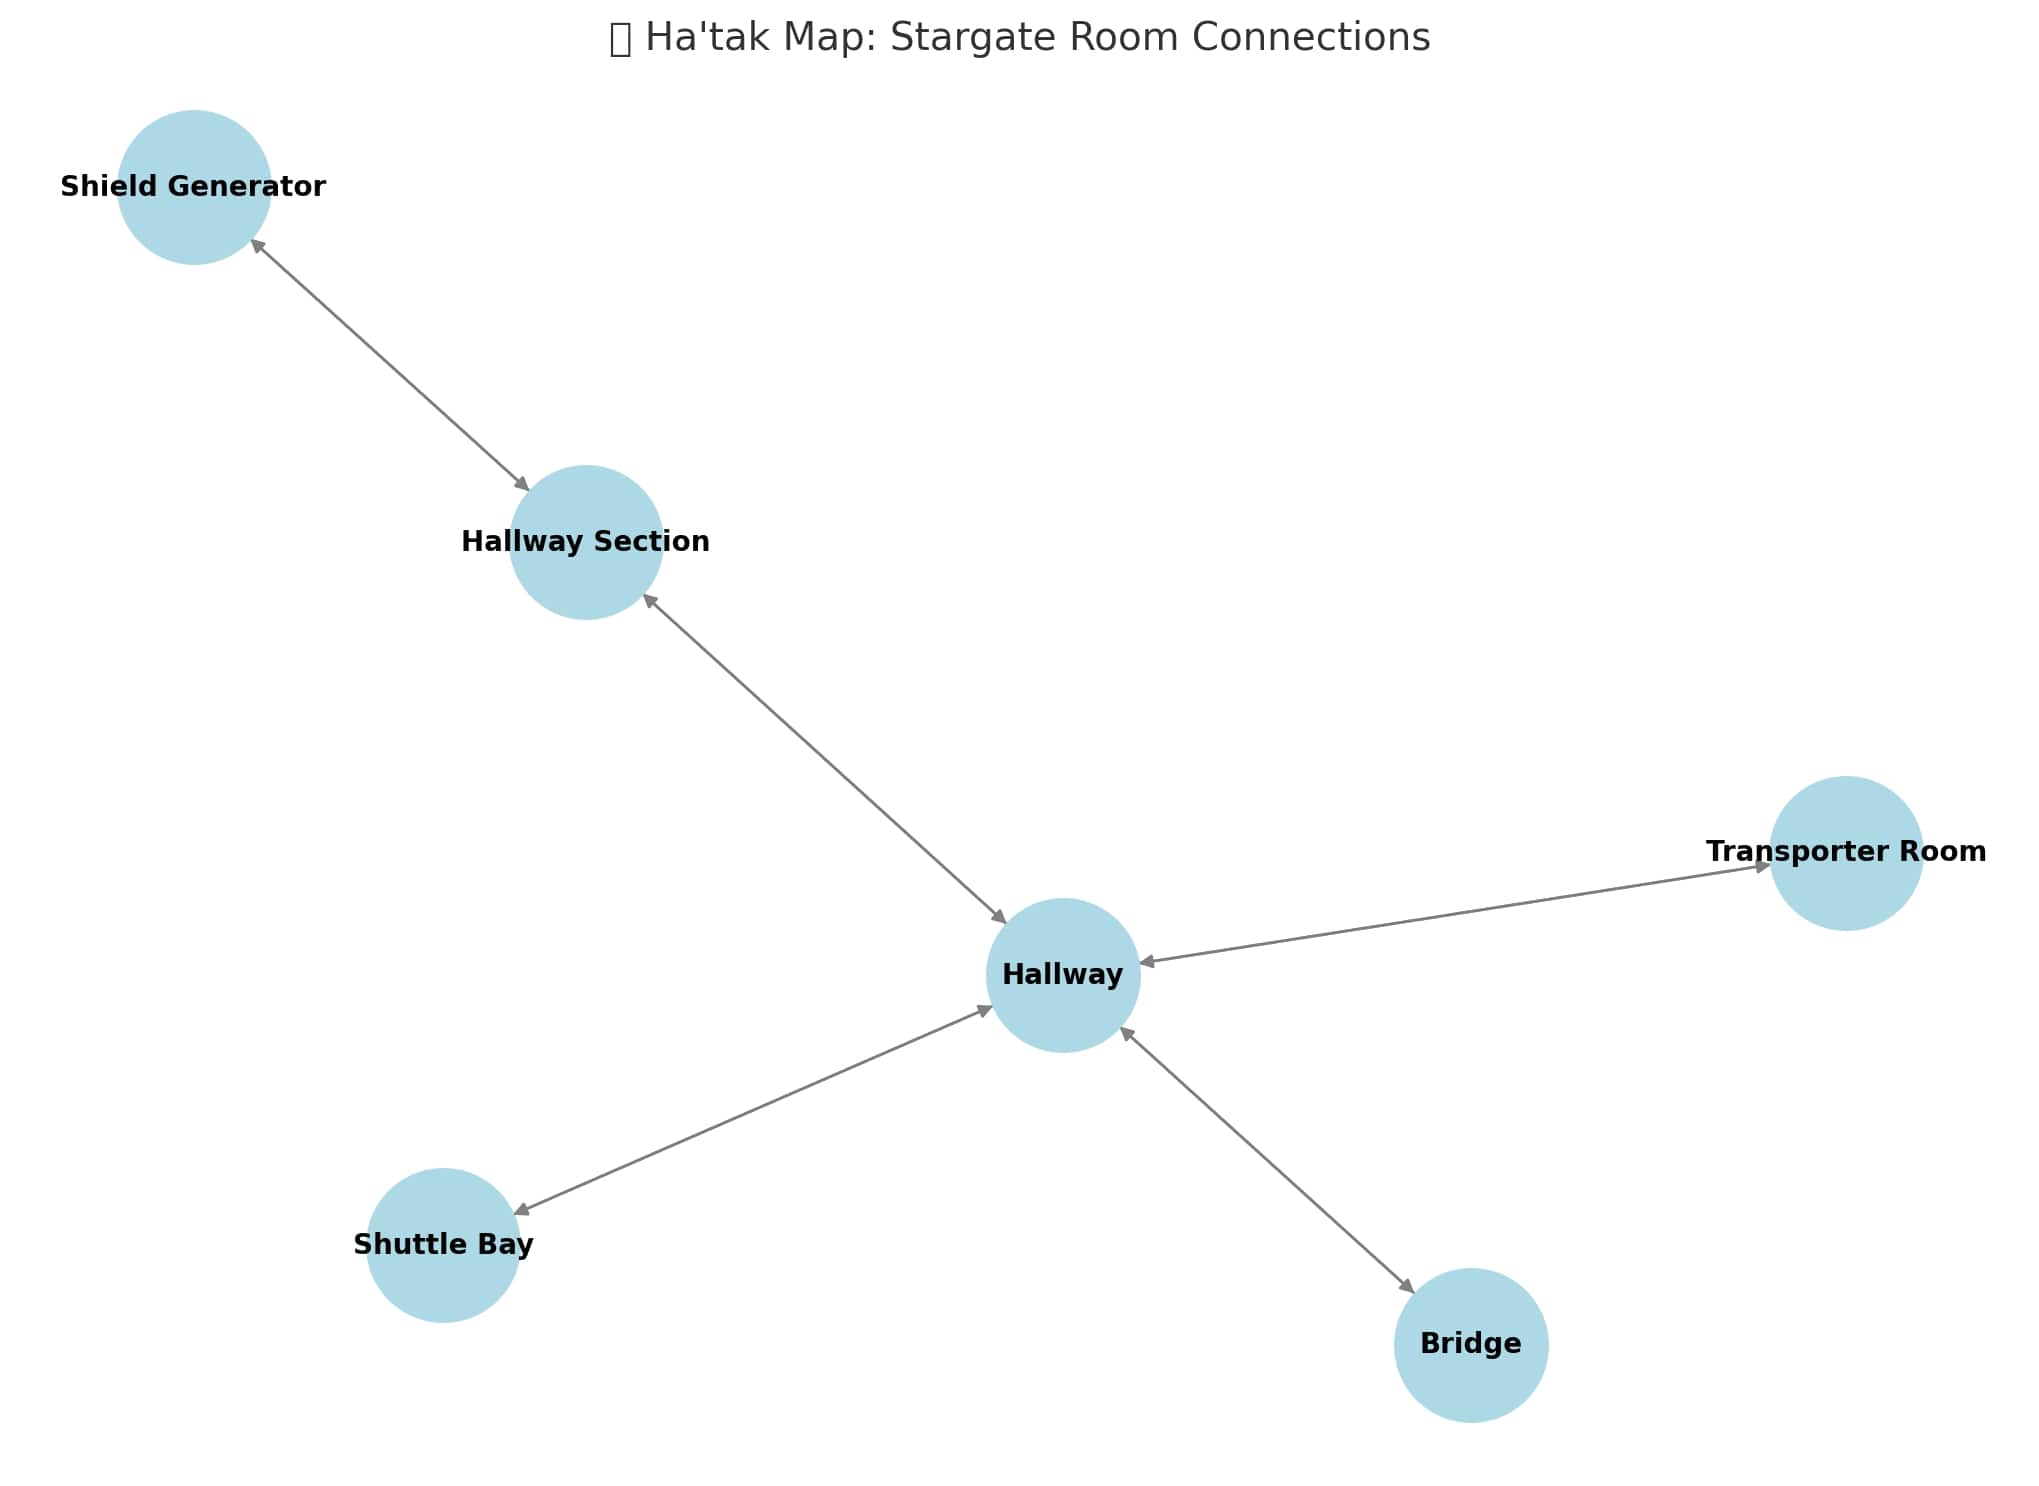 Ha'tak Map: Stargate Room Connections
Shield Generator
Hallway Section
Transporter Room
Hallway
Shuttle Bay
Bridge